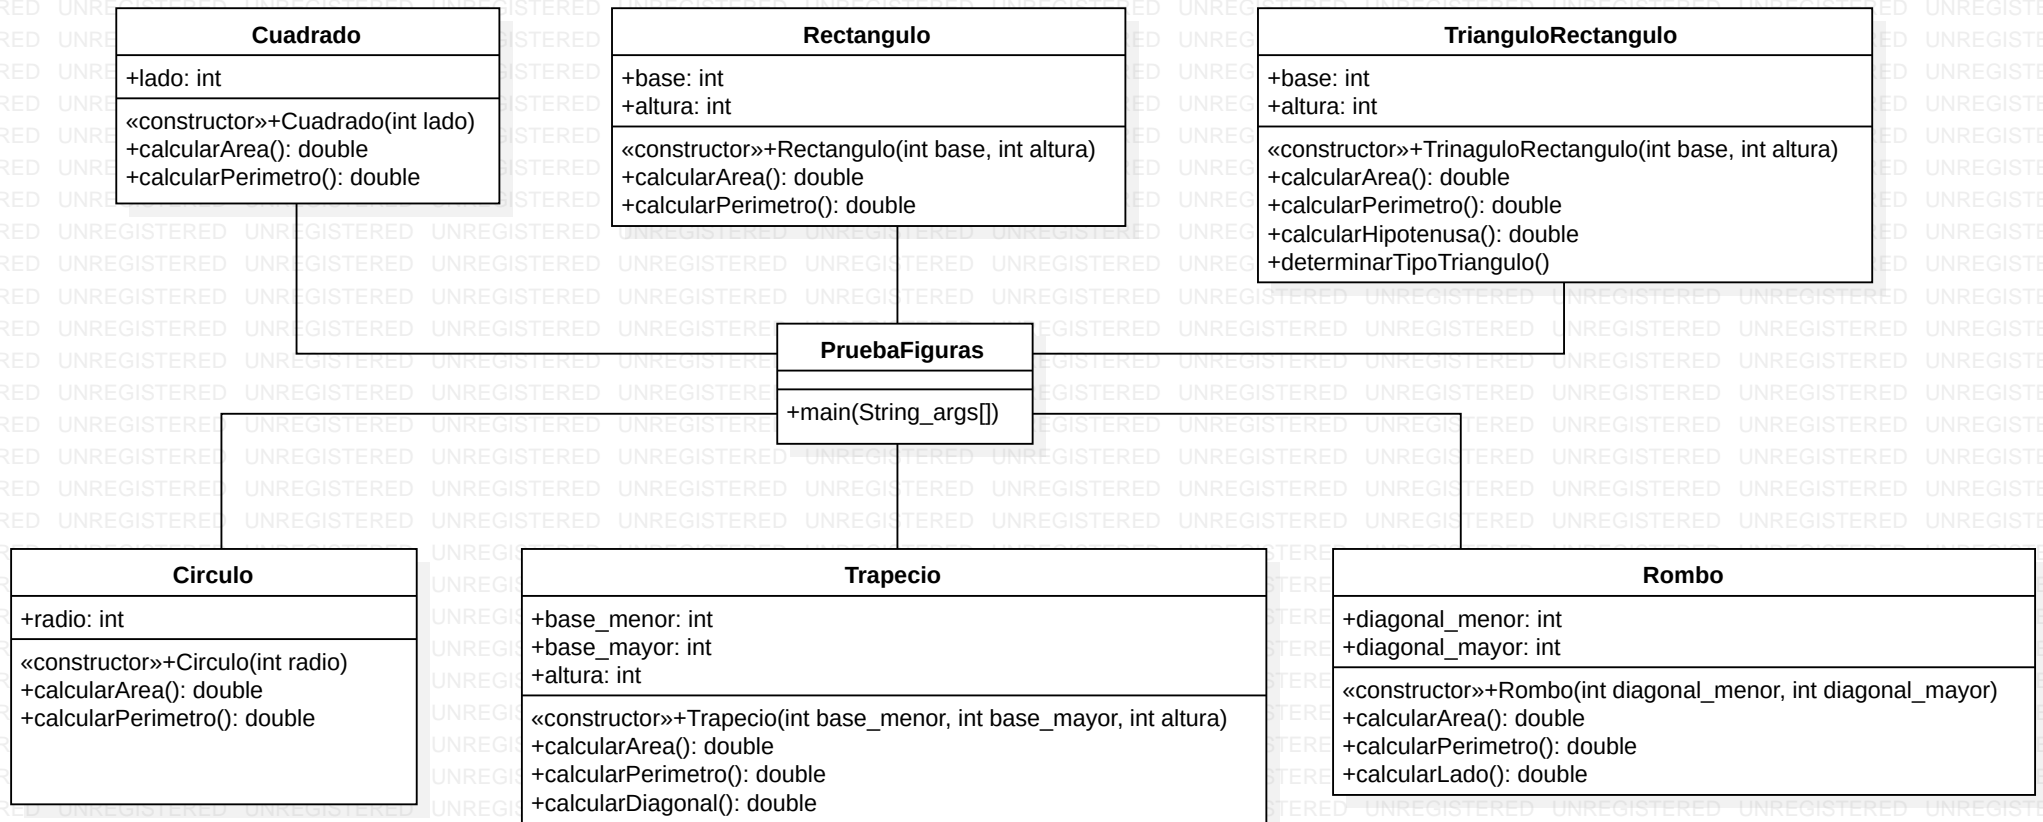 Cuadrado
+lado: int
«constructor»+Cuadrado(int lado)
+calcularArea(): double
+calcularPerimetro(): double
Rectangulo
+base: int
+altura: int
«constructor»+Rectangulo(int base, int altura)
+calcularArea(): double
+calcularPerimetro(): double
TrianguloRectangulo
+base: int
+altura: int
«constructor»+TrinaguloRectangulo(int base, int altura)
+calcularArea(): double
+calcularPerimetro(): double
+calcularHipotenusa(): double
+determinarTipoTriangulo()
PruebaFiguras
+main(String_args[])
Circulo
+radio: int
«constructor»+Circulo(int radio)
+calcularArea(): double
+calcularPerimetro(): double
Trapecio
+base_menor: int
+base_mayor: int
+altura: int
«constructor»+Trapecio(int base_menor, int base_mayor, int altura)
+calcularArea(): double
+calcularPerimetro(): double
+calcularDiagonal(): double
Rombo
+diagonal_menor: int
+diagonal_mayor: int
«constructor»+Rombo(int diagonal_menor, int diagonal_mayor)
+calcularArea(): double
+calcularPerimetro(): double
+calcularLado(): double
UNREGISTERED